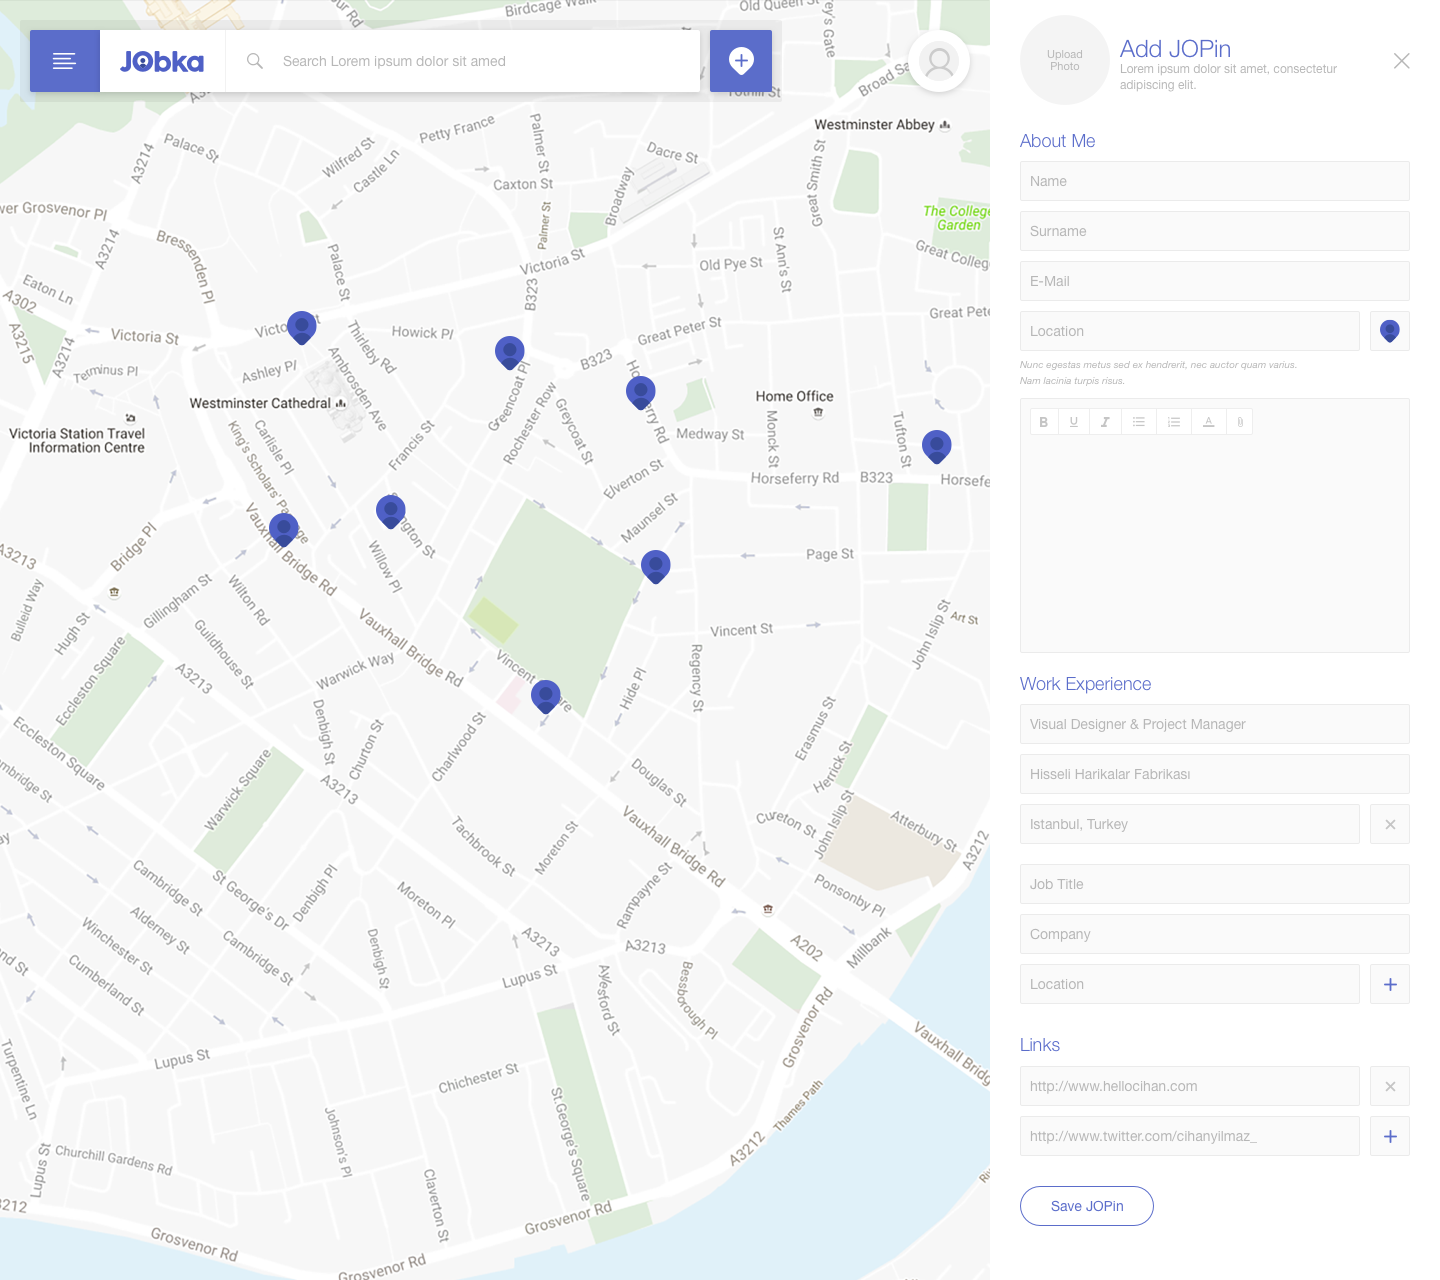 Birdcage Walk
Old Queen St
JObka
Search Lorem ipsum dolor sit amed
Tothill St
Broad Sa
Westminster Abbey
Petty France
Palmer St
Palace St
Wilfred St
Castle Ln
Dacre St
Caxton St
Broadway
Great Smith St
A3214
wer Grosvenor Pl
The College
Garden
Great College
Bressenden Pl
A3214
Palmer St
Palace St
Victoria St
Old Pye St
St Ann's St
Eaton Ln
A302
B323
Great Pete
A3215
A3214
Victoria St
Howick Pl
Thirleby Rd
Great Peter St
B323
Terminus Pl
Ashley Pl
Ambrosden Ave
Greencoat Pl
Rochester Row
Greycoat St
Westminster Cathedral
Home Office
Victoria Station Travel
Information Centre
Carlisle Pl
Francis St
Medway St
Monck St
Tufton St
Horseferry Rd
B323
Horsefe
Elverton St
Maunsel St
Page St
Vauxhall Bridge Rd
Willow Pl
Bridge Pl
A3213
Bulleid Way
Hugh St
Gillingham St
Wilton Rd
Guildhouse St
Eccleston Square
A3213
Warwick Way
Vauxhall Bridge Rd
Vincent St
Regency St
Hide Pl
John Islip St
Art St
Denbigh St
Churton St
Charlwood St
Erasmus St
Herrick St
Eccleston Square
Warwick Square
A3213
Douglas St
Vauxhall Bridge Rd
Cureton St
John Islip St
Atterbury St
A3212
Tachbrook St
Moreton St
Cambridge St
St George's Dr
Denbigh Pl
Moreton Pl
Rampayne St
Ponsonby Pl
Alderney St
Winchester St
Cambridge St
Cumberland St
Denbigh St
A3213
A3213
A202
Millbank
Lupus St
Aylesford St
Bessborough Pl
Grosvenor Rd
Vauxhall Bridg
Turpentine Ln
Lupus St
Chichester St
St.George's Square
Thames Path
Johnson's Pl
A3212
Churchill Gardens Rd
Lupus St
Claverton St
Grosvenor Rd
Grosvenor Rd
Grosvenor Rd
3212
Upload
Photo
Add JOPin
Lorem ipsum dolor sit amet, consectetur
adipiscing elit.
About Me
Name
Surname
E-Mail
Location
Nunc egestas metus sed ex hendrerit, nec auctor quam varius.
Nam lacinia turpis risus.
B U I A
Work Experience
Visual Designer & Project Manager
Hisseli Harikalar Fabrikası
Istanbul, Turkey
Job Title
Company
Location
Links
http://www.hellocihan.com
http://www.twitter.com/cihanyilmaz_
Save JOPin